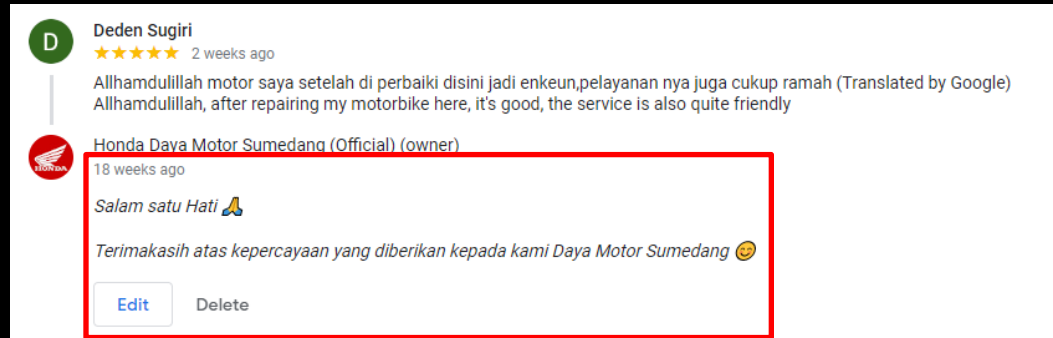 D
Deden Sugiri
2 weeks ago
Allhamdulillah motor saya setelah di perbaiki disini jadi enkeun,pelayanan nya juga cukup ramah (Translated by Google)
Allhamdulillah, after repairing my motorbike here, it's good, the service is also quite friendly
HONDA
Honda Daya Motor Sumedang (Official) (owner)
18 weeks ago
Salam satu Hati 🙏
Terimakasih atas kepercayaan yang diberikan kepada kami Daya Motor Sumedang 😊
Edit Delete